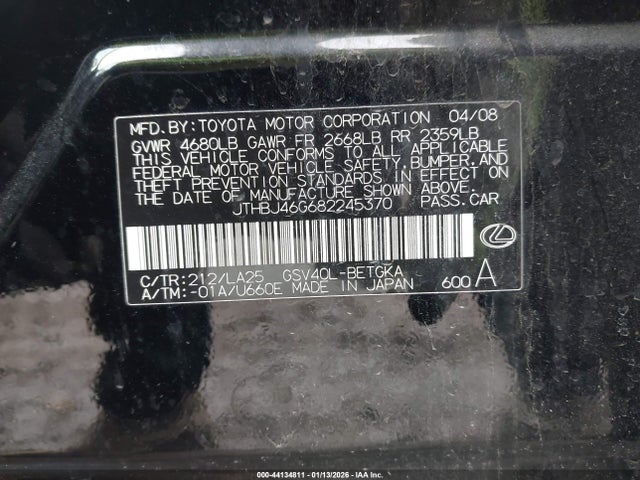 MFD. BY: TOYOTA MOTOR CORPORATION 04/08
GVWR 4680LB GAWR FR 2668LB RR 2359LB
THIS VEHICLE CONFORMS TO ALL APPLICABLE
FEDERAL MOTOR VEHICLE SAFETY, BUMPER, AND
THEFT PREVENTION STANDARDS IN EFFECT ON
THE DATE OF MANUFACTURE SHOWN ABOVE.
JTHBJ46G682245370 PASS.CAR
C/TR:212/LA25 GSV40L-BETGKA
A/TM:-01A/U660E MADE IN JAPAN 600 A
000-44134811 - 01/13/2026 - IAA Inc.